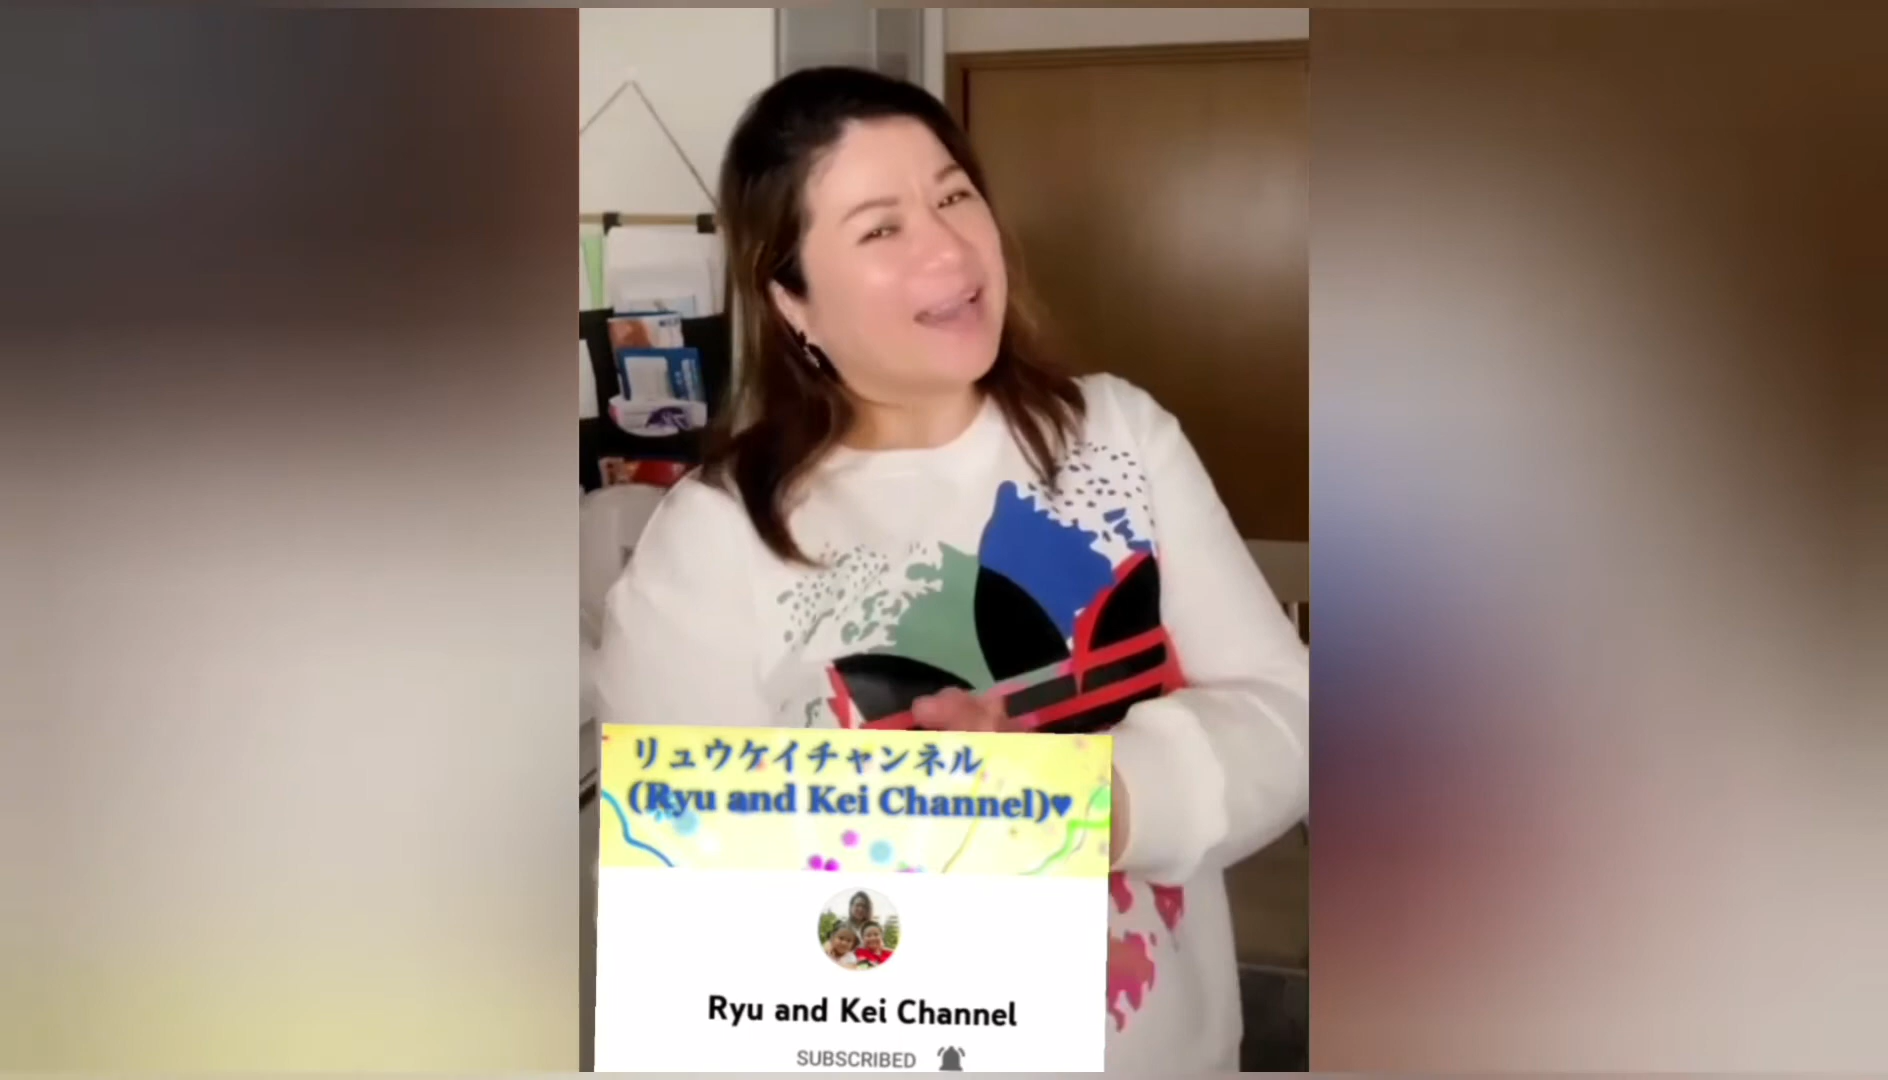 リュウケイチャンネル
(Ryu and Kei Channel)♥
Ryu and Kei Channel
SUBSCRIBED